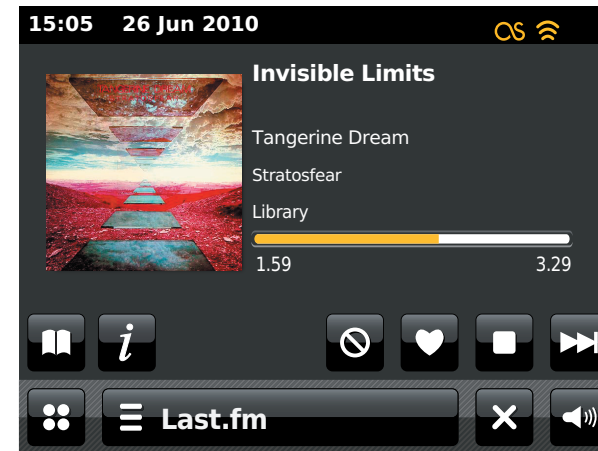 15:05 26 Jun 2010
Invisible Limits
Tangerine Dream
Stratosfear
Library
1.59 3.29
i
Last.fm